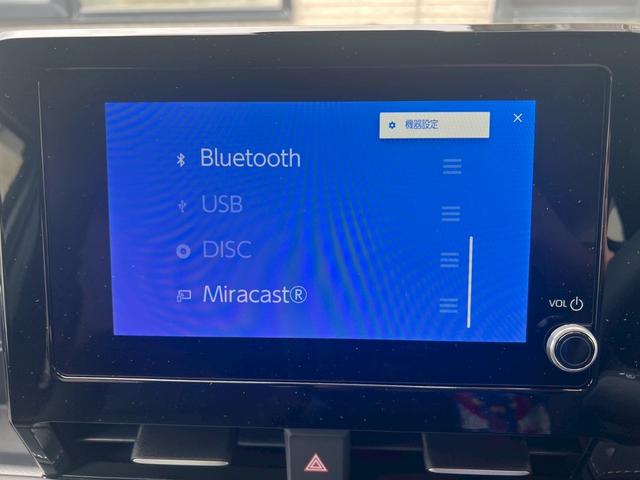 機器設定
Bluetooth
USB
DISC
Miracast®
VOL